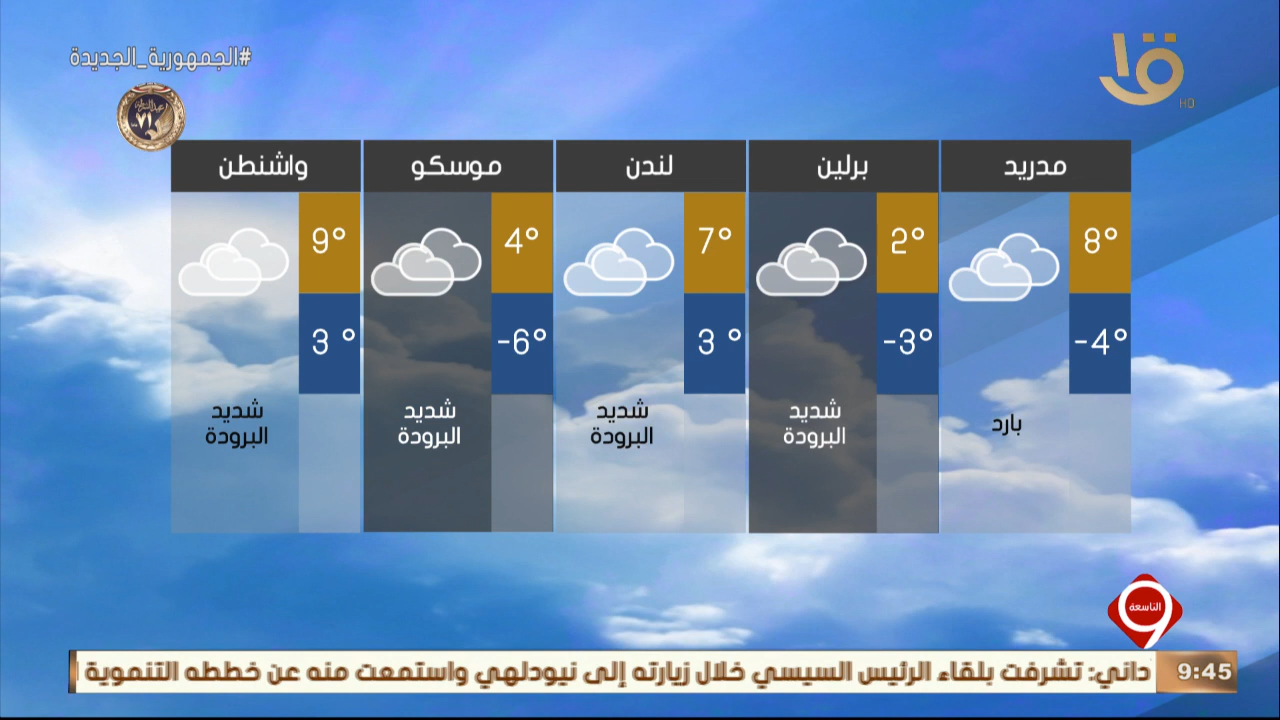 #الجمهورية_الجديدة
HD
مدريد
8°
-4°
بارد
برلين
2°
-3°
شديد
البرودة
لندن
7°
3 °
شديد
البرودة
موسكو
4°
-6°
شديد
البرودة
واشنطن
9°
3 °
شديد
البرودة
التاسعة
9
9:45
داني: تشرفت بلقاء الرئيس السيسي خلال زيارته إلى نيودلهي واستمعت منه عن خططه التنموية